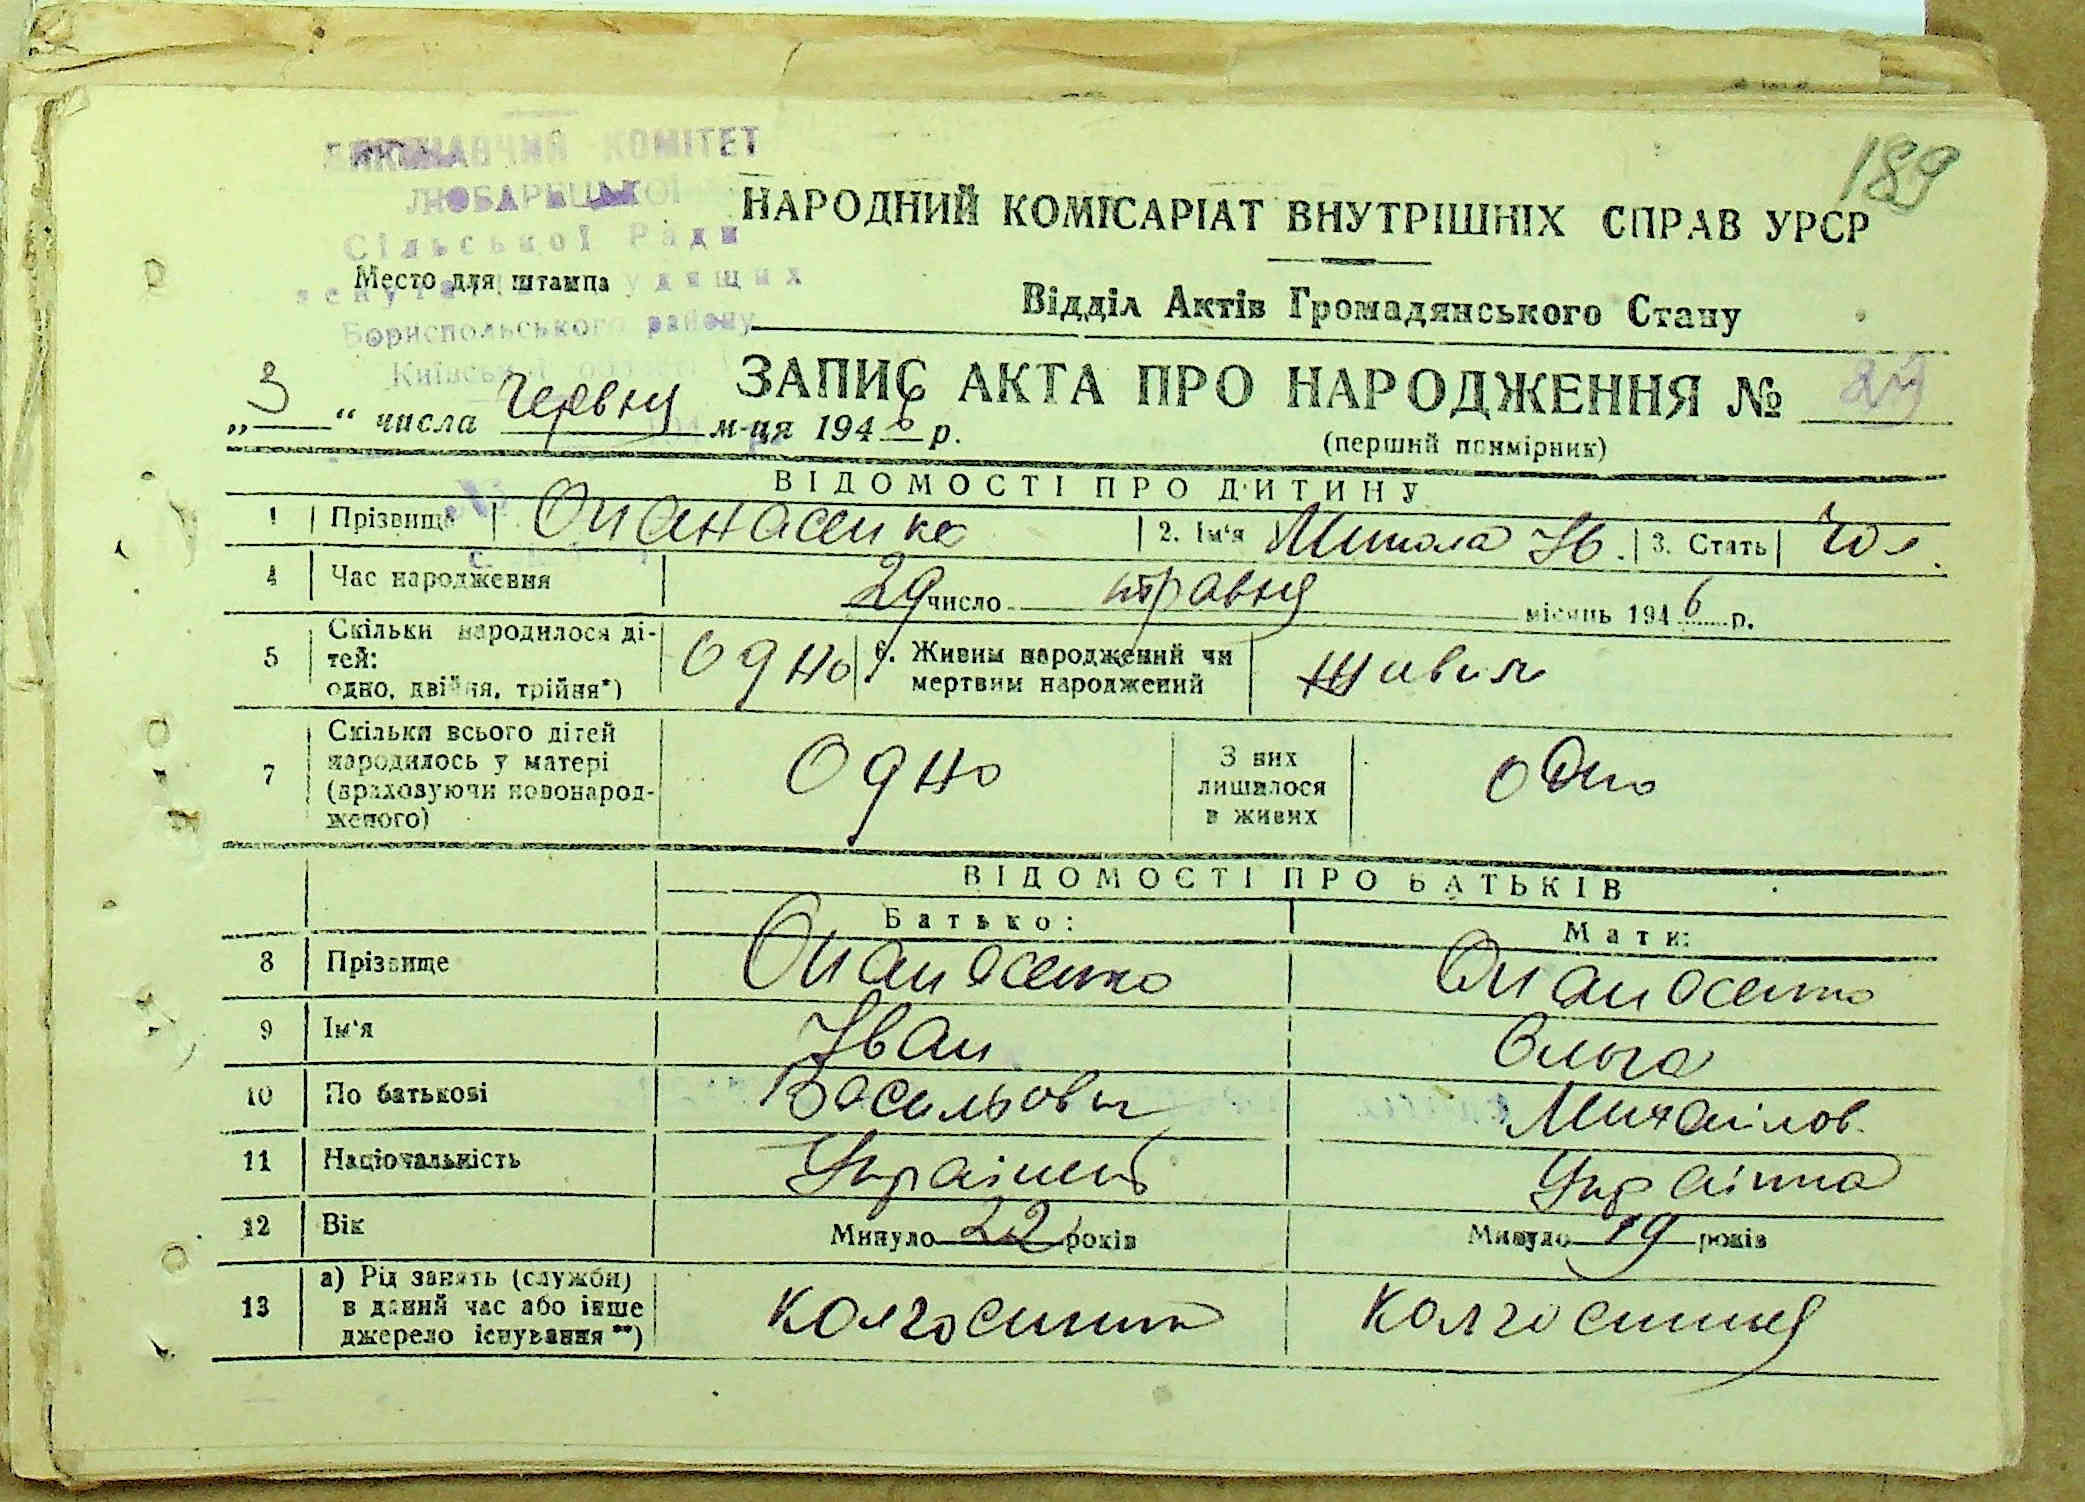 189
ВИКОНАВЧИЙ КОМІТЕТ
ЛЮБАРЕЦЬКОЇ
Сільської Ради
депутатів трудящих
Бориспольського району
Київської області
Место для штампа
НАРОДНИЙ КОМІСАРІАТ ВНУТРІШНІХ СПРАВ УРСР
Відділ Актів Громадянського Стану
ЗАПИС АКТА ПРО НАРОДЖЕННЯ №
„3“ числа Червня м-ця 1946 р.
(перший примірник)
ВІДОМОСТІ ПРО ДИТИНУ
1 Прізвище Опанасенко 2. Ім‘я Микола Ів. 3. Стать чол.
4 Час народження 29 число травня місяць 1946 р.
5 Скільки народилося дітей: одно, двійня, трійня*) Одно 6. Живим народжений чи мертвим народжений живим
7 Скільки всього дітей народилось у матері (враховуючи новонародженого) Одно З них лишилося в живих одно
ВІДОМОСТІ ПРО БАТЬКІВ
Батько: Мати:
8 Прізвище Опанасенко Опанасенко
9 Ім‘я Іван Ольга
10 По батькові Васильович Михайлов.
11 Національність Українець Українка
12 Вік Минуло 22 років Минуло 19 років
13 а) Рід занять (служби) в даний час або інше джерело існування**) колгоспник колгоспниця